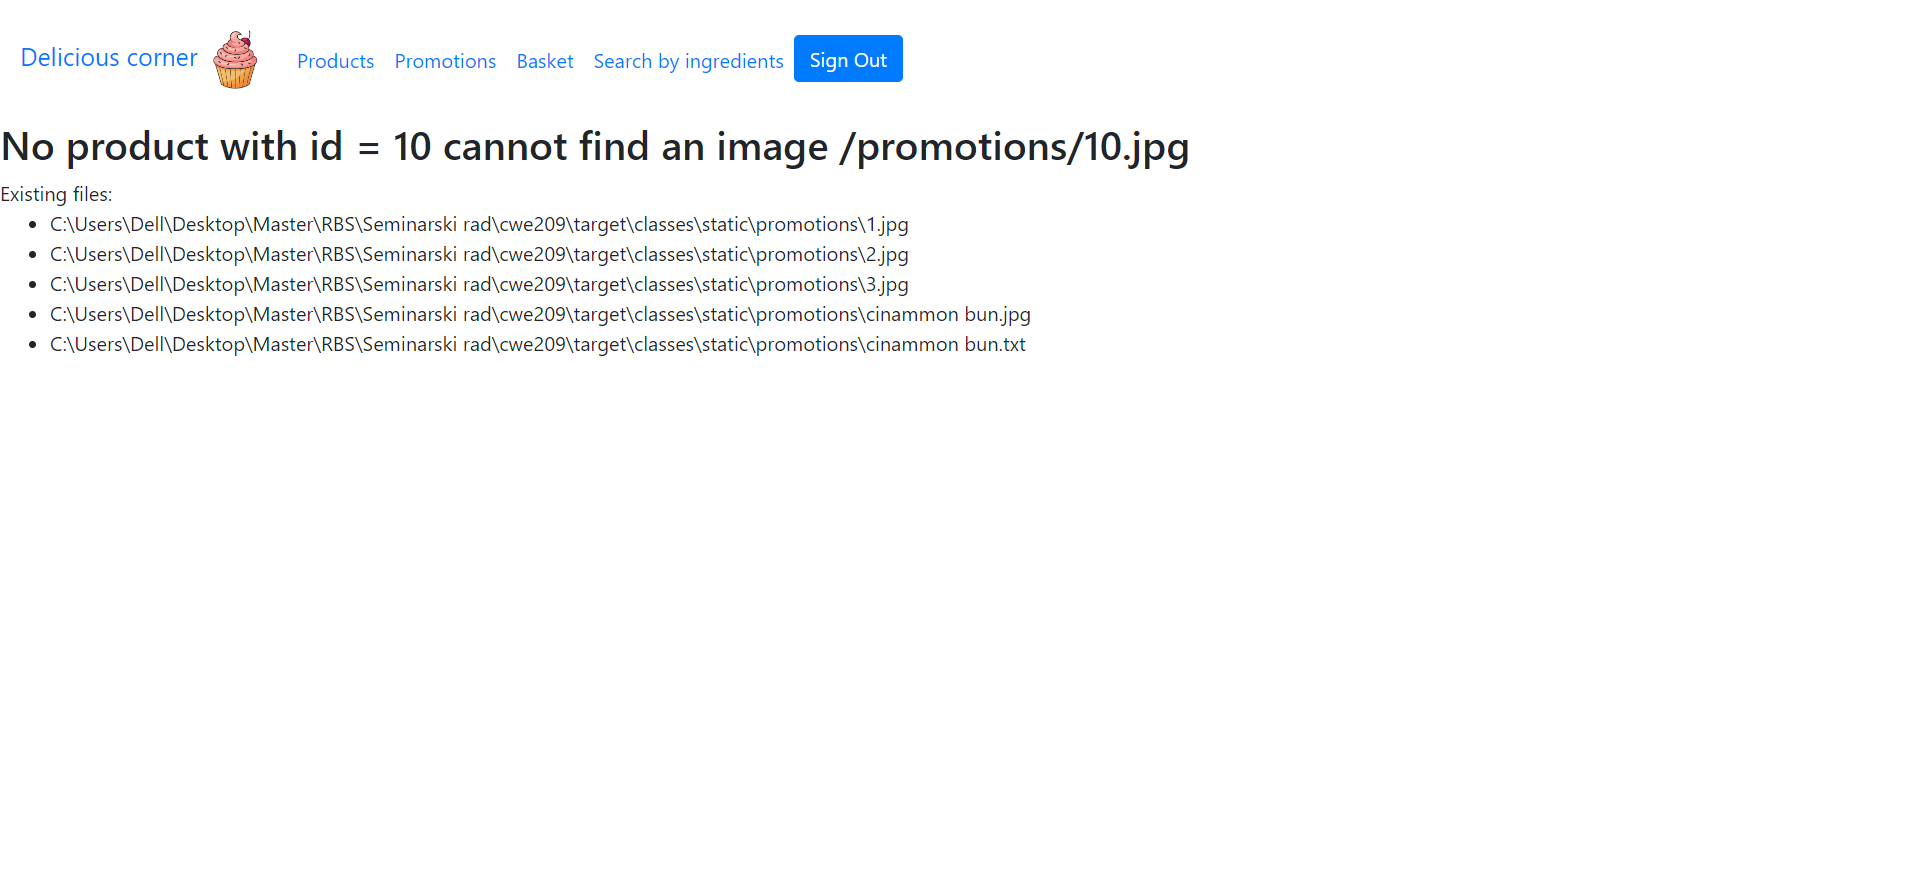 Delicious corner Products Promotions Basket Search by ingredients Sign Out
No product with id = 10 cannot find an image /promotions/10.jpg
Existing files:
C:\Users\Dell\Desktop\Master\RBS\Seminarski rad\cwe209\target\classes\static\promotions\1.jpg
C:\Users\Dell\Desktop\Master\RBS\Seminarski rad\cwe209\target\classes\static\promotions\2.jpg
C:\Users\Dell\Desktop\Master\RBS\Seminarski rad\cwe209\target\classes\static\promotions\3.jpg
C:\Users\Dell\Desktop\Master\RBS\Seminarski rad\cwe209\target\classes\static\promotions\cinammon bun.jpg
C:\Users\Dell\Desktop\Master\RBS\Seminarski rad\cwe209\target\classes\static\promotions\cinammon bun.txt